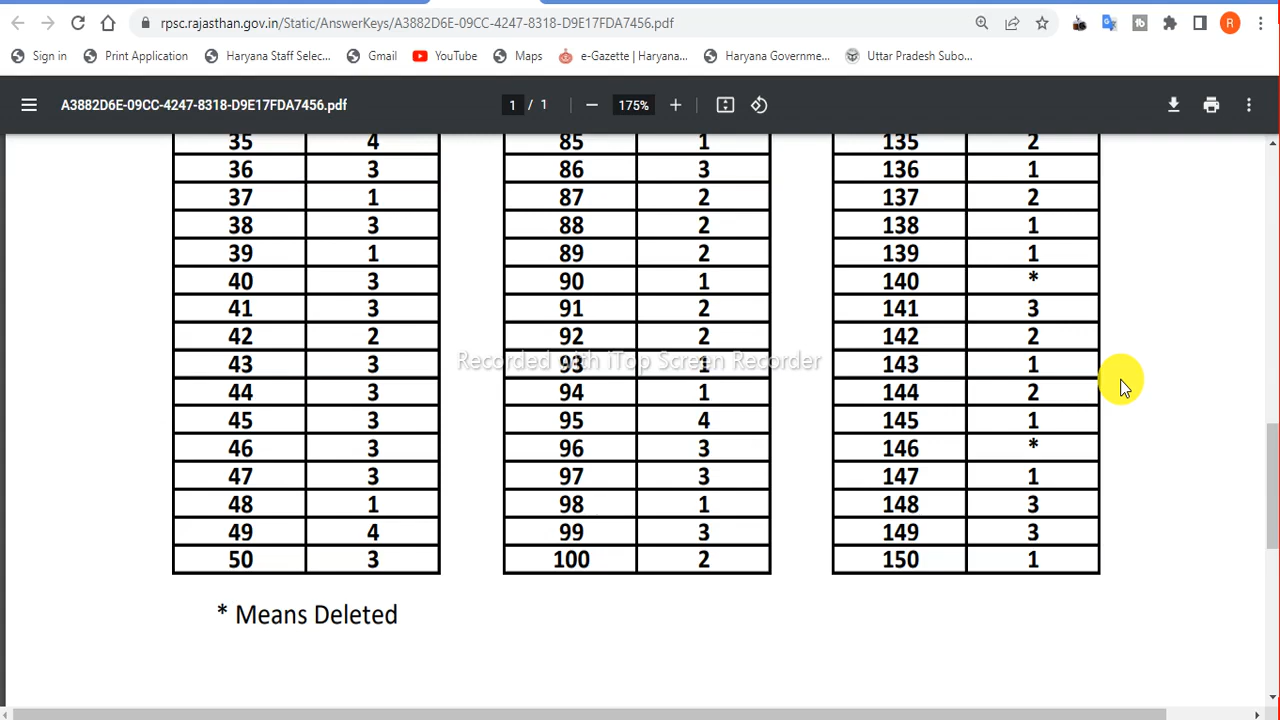 rpsc.rajasthan.gov.in/Static/AnswerKeys/A3882D6E-09CC-4247-8318-D9E17FDA7456.pdf R
Sign in Print Application Haryana Staff Selec... Gmail YouTube Maps e-Gazette | Haryana... Haryana Governme... Uttar Pradesh Subo...
A3882D6E-09CC-4247-8318-D9E17FDA7456.pdf 1 / 1 175%
35 4 85 1 135 2
36 3 86 3 136 1
37 1 87 2 137 2
38 3 88 2 138 1
39 1 89 2 139 1
40 3 90 1 140 *
41 3 91 2 141 3
42 2 92 2 142 2
43 3 93 1 143 1
Recorded with iTop Screen Recorder
44 3 94 1 144 2
45 3 95 4 145 1
46 3 96 3 146 *
47 3 97 3 147 1
48 1 98 1 148 3
49 4 99 3 149 3
50 3 100 2 150 1
* Means Deleted